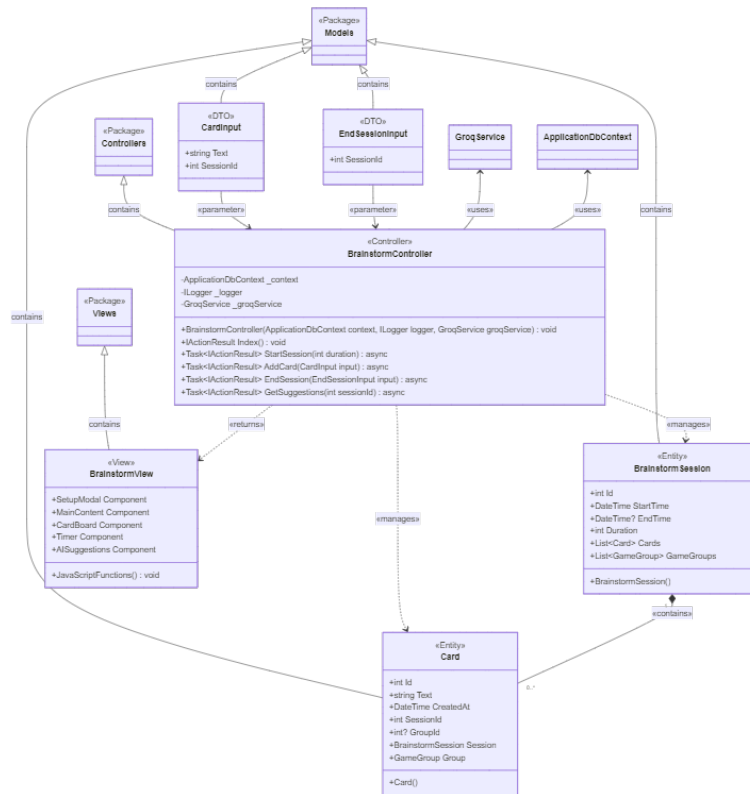 «Package»
Models
contains
contains
«DTO»
CardInput
+string Text
+int SessionId
«DTO»
EndSessionInput
+int SessionId
«Package»
Controllers
GroqService
ApplicationDbContext
contains
«parameter»
«parameter»
«uses»
«uses»
contains
«Controller»
BrainstormController
-ApplicationDbContext _context
-ILogger _logger
-GroqService _groqService
+BrainstormController(ApplicationDbContext context, ILogger logger, GroqService groqService) : void
+IActionResult Index() : void
+Task<IActionResult> StartSession(int duration) : async
+Task<IActionResult> AddCard(CardInput input) : async
+Task<IActionResult> EndSession(EndSessionInput input) : async
+Task<IActionResult> GetSuggestions(int sessionId) : async
«Package»
Views
contains
contains
«returns»
«manages»
«View»
BrainstormView
+SetupModal Component
+MainContent Component
+CardBoard Component
+Timer Component
+AISuggestions Component
+JavaScriptFunctions() : void
«Entity»
BrainstormSession
+int Id
+DateTime StartTime
+DateTime? EndTime
+int Duration
+List<Card> Cards
+List<GameGroup> GameGroups
+BrainstormSession()
«manages»
«contains»
0..*
«Entity»
Card
+int Id
+string Text
+DateTime CreatedAt
+int SessionId
+int? GroupId
+BrainstormSession Session
+GameGroup Group
+Card()